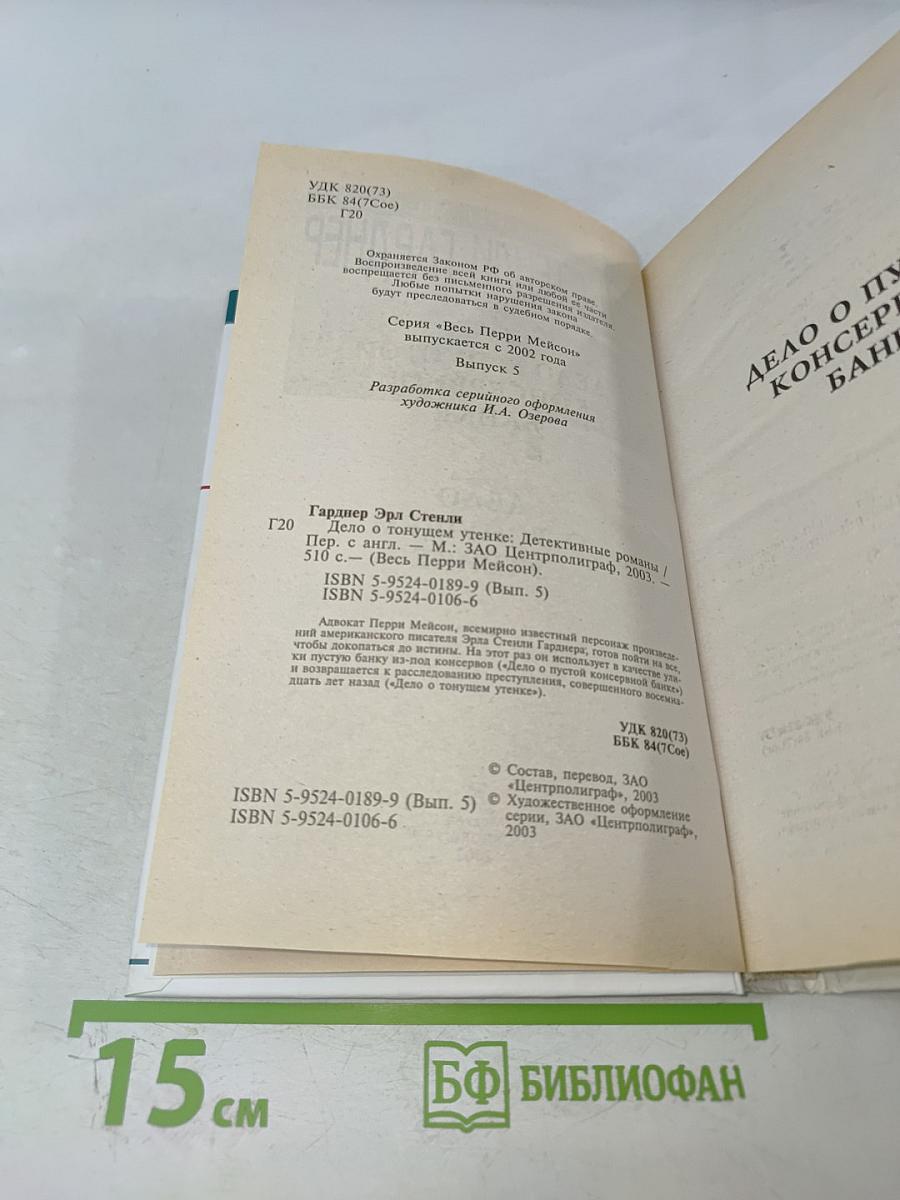 УДК 820(73)
ББК 84(7Сое)
Г20
Охраняется Законом РФ об авторском праве.
Воспроизведение всей книги или любой ее части
воспрещается без письменного разрешения издателя.
Любые попытки нарушения закона
будут преследоваться в судебном порядке.
Серия «Весь Перри Мейсон»
выпускается с 2002 года
Выпуск 5
Разработка серийного оформления
художника И.А. Озерова
Гарднер Эрл Стенли
Г20 Дело о тонущем утенке: Детективные романы /
Пер. с англ. — М.: ЗАО Центрполиграф, 2003. —
510 с.— (Весь Перри Мейсон).
ISBN 5-9524-0189-9 (Вып. 5)
ISBN 5-9524-0106-6
Адвокат Перри Мейсон, всемирно известный персонаж произведе-
ний американского писателя Эрла Стенли Гарднера, готов пойти на все,
чтобы докопаться до истины. На этот раз он использует в качестве ули-
ки пустую банку из-под консервов («Дело о пустой консервной банке»)
и возвращается к расследованию преступления, совершенного восемна-
дцать лет назад («Дело о тонущем утенке»).
УДК 820(73)
ББК 84(7Сое)
ISBN 5-9524-0189-9 (Вып. 5)
ISBN 5-9524-0106-6
© Состав, перевод, ЗАО
«Центрполиграф», 2003
© Художественное оформление
серии, ЗАО «Центрполиграф»,
2003
ДЕЛО О ПУ
КОНСЕРВ
БАНК
15 см
БФ БИБЛИОФАН